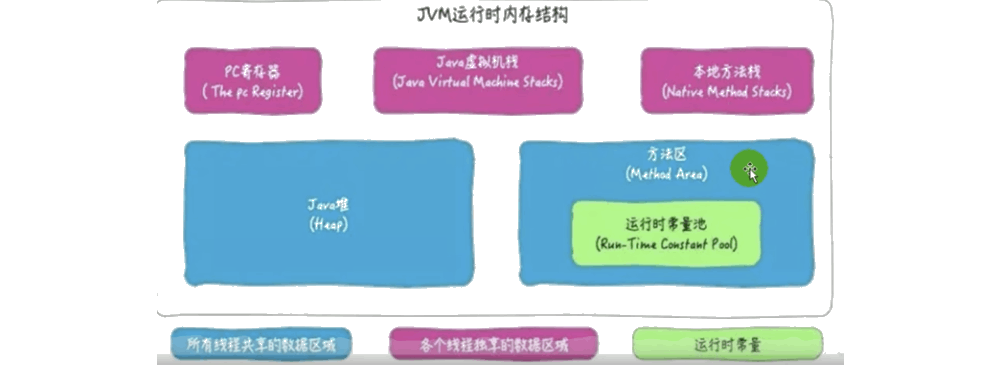 JVM运行时内存结构
PC寄存器
( The pc Register)
Java虚拟机栈
(Java Virtual Machine Stacks)
本地方法栈
(Native Method Stacks)
Java堆
(Heap)
方法区
(Method Area)
运行时常量池
(Run-Time Constant Pool)
所有线程共享的数据区域
各个线程独享的数据区域
运行时常量